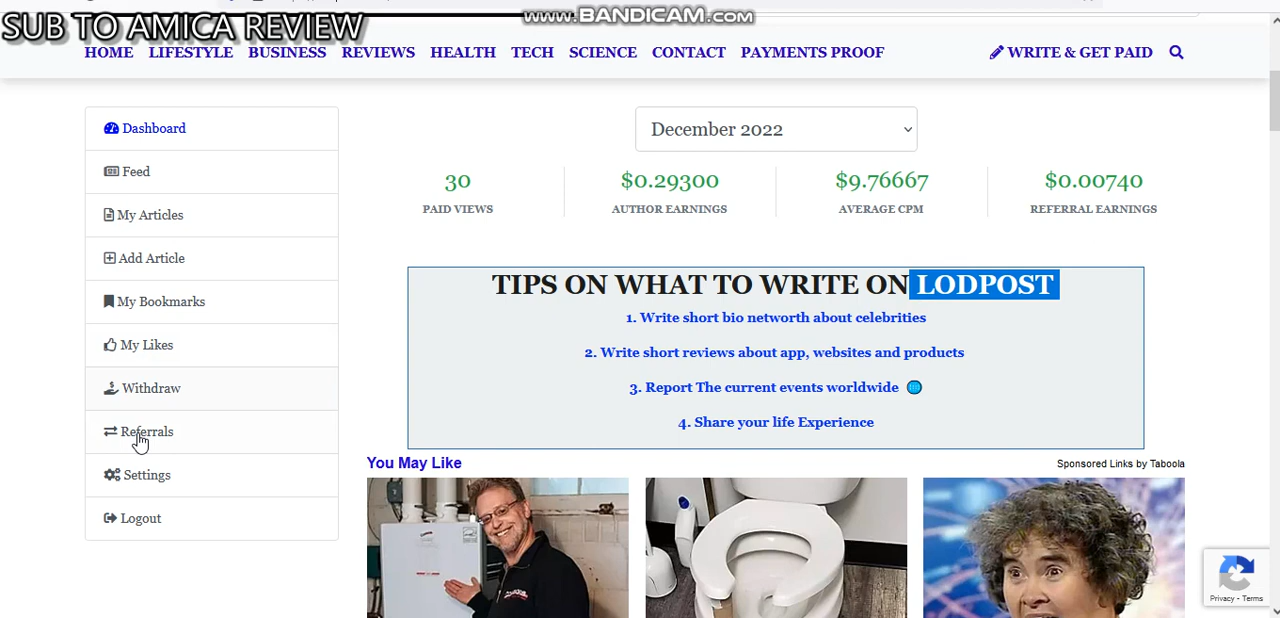 SUB TO AMICA REVIEW
www.BANDICAM.com
HOME LIFESTYLE BUSINESS REVIEWS HEALTH TECH SCIENCE CONTACT PAYMENTS PROOF WRITE & GET PAID
Dashboard
Feed
My Articles
Add Article
My Bookmarks
My Likes
Withdraw
Referrals
Settings
Logout
December 2022
30 $0.29300 $9.76667 $0.00740
PAID VIEWS AUTHOR EARNINGS AVERAGE CPM REFERRAL EARNINGS
TIPS ON WHAT TO WRITE ON LODPOST
1. Write short bio networth about celebrities
2. Write short reviews about app, websites and products
3. Report The current events worldwide
4. Share your life Experience
You May Like
Sponsored Links by Taboola
Privacy - Terms